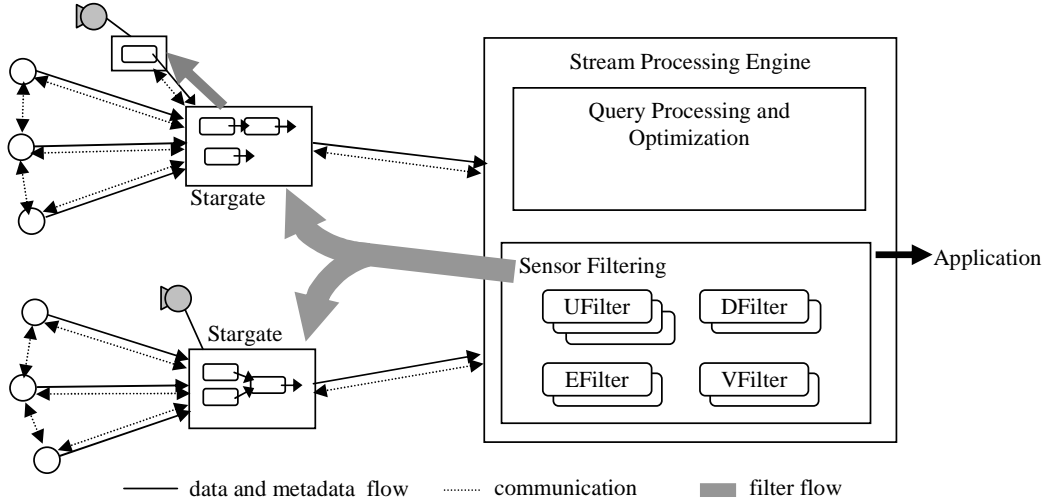 Stream Processing Engine
Query Processing and
Optimization
Stargate
Sensor Filtering
Application
UFilter
DFilter
Stargate
EFilter
VFilter
data and metadata flow
communication
filter flow